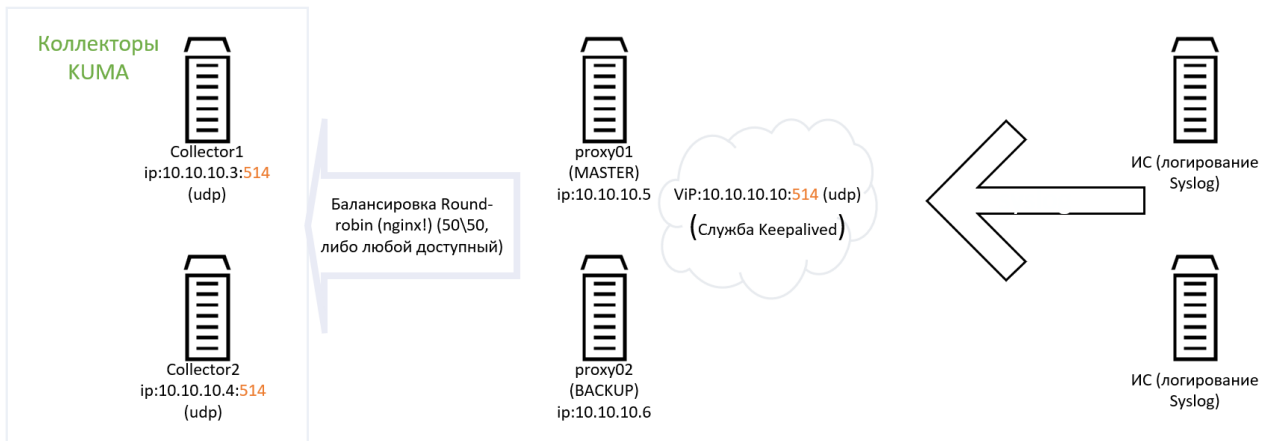 Коллекторы
KUMA
Collector1
ip:10.10.10.3:514
(udp)
Collector2
ip:10.10.10.4:514
(udp)
Балансировка Round-
robin (nginx!) (50\50,
либо любой доступный)
proxy01
(MASTER)
ip:10.10.10.5
proxy02
(BACKUP)
ip:10.10.10.6
ViP:10.10.10.10:514 (udp)
(Служба Keepalived)
ИС (логирование
Syslog)
ИС (логирование
Syslog)